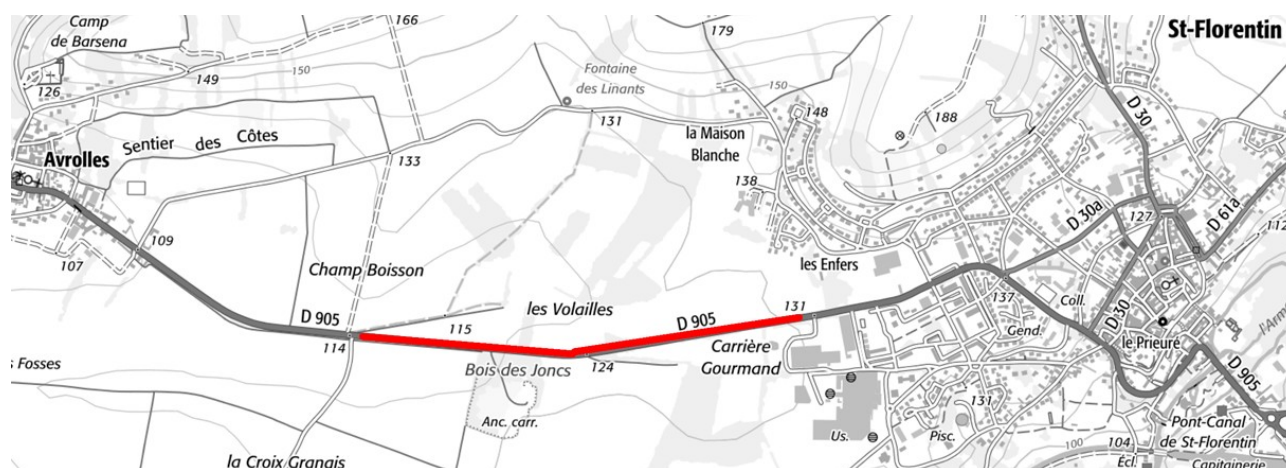 Camp
de Barsena
166
179
St-Florentin
149
150
126
Fontaine
des Linants
150
148
188
D 30
131
Avrolles
Sentier des Côtes
133
la Maison
Blanche
138
D 30a
127
D 61a
112
109
107
Champ Boisson
les Enfers
D 905
114
115
les Volailles
D 905
131
137
Coll.
Gend.
D 30
le Prieuré
Bois des Joncs
124
Carrière
Gourmand
s Fosses
Anc. carr.
131
D 905
Us.
Pisc.
100
104
Écl.
Pont-Canal
de St-Florentin
Capitainerie
la Croix Granais